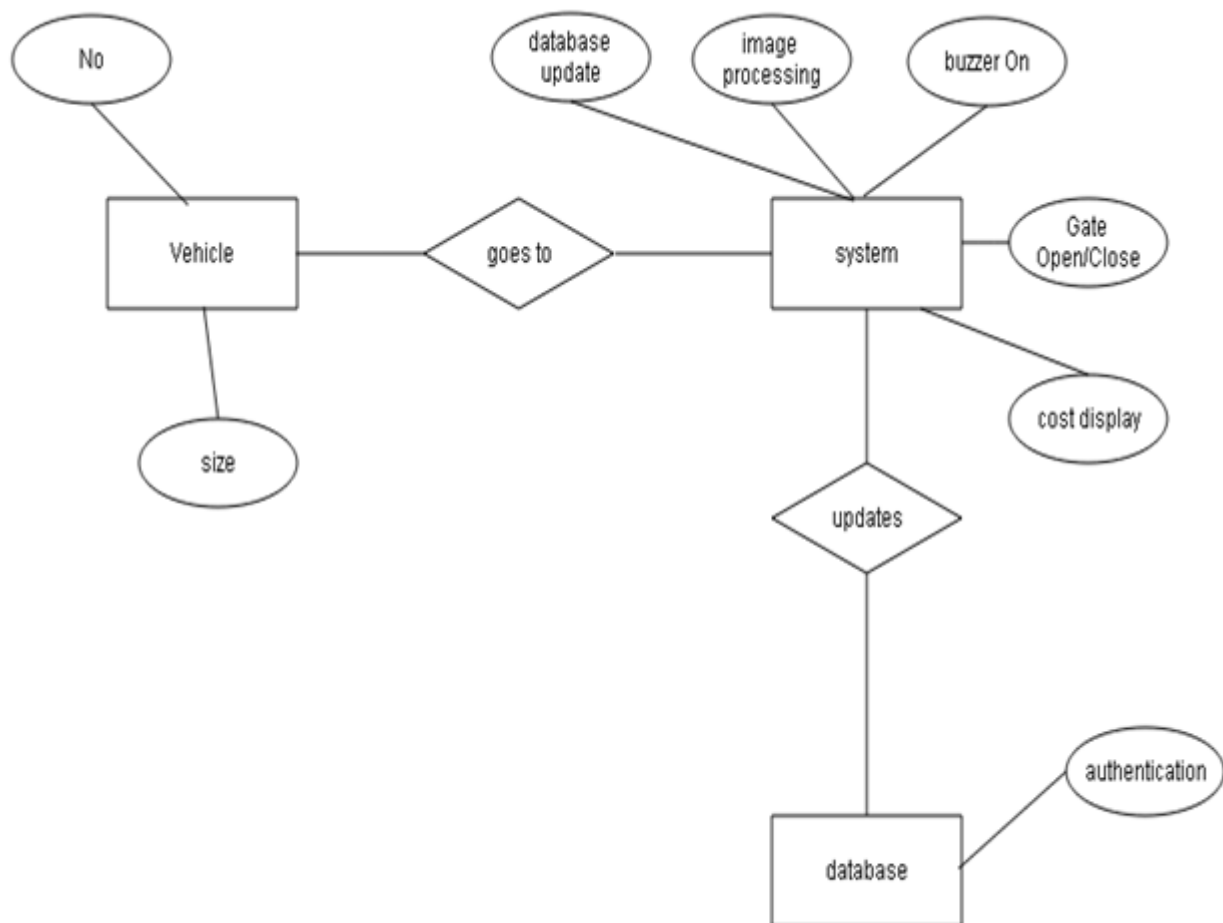 No
database
update
image
processing
buzzer On
Vehicle
goes to
system
Gate
Open/Close
cost display
size
updates
authentication
database